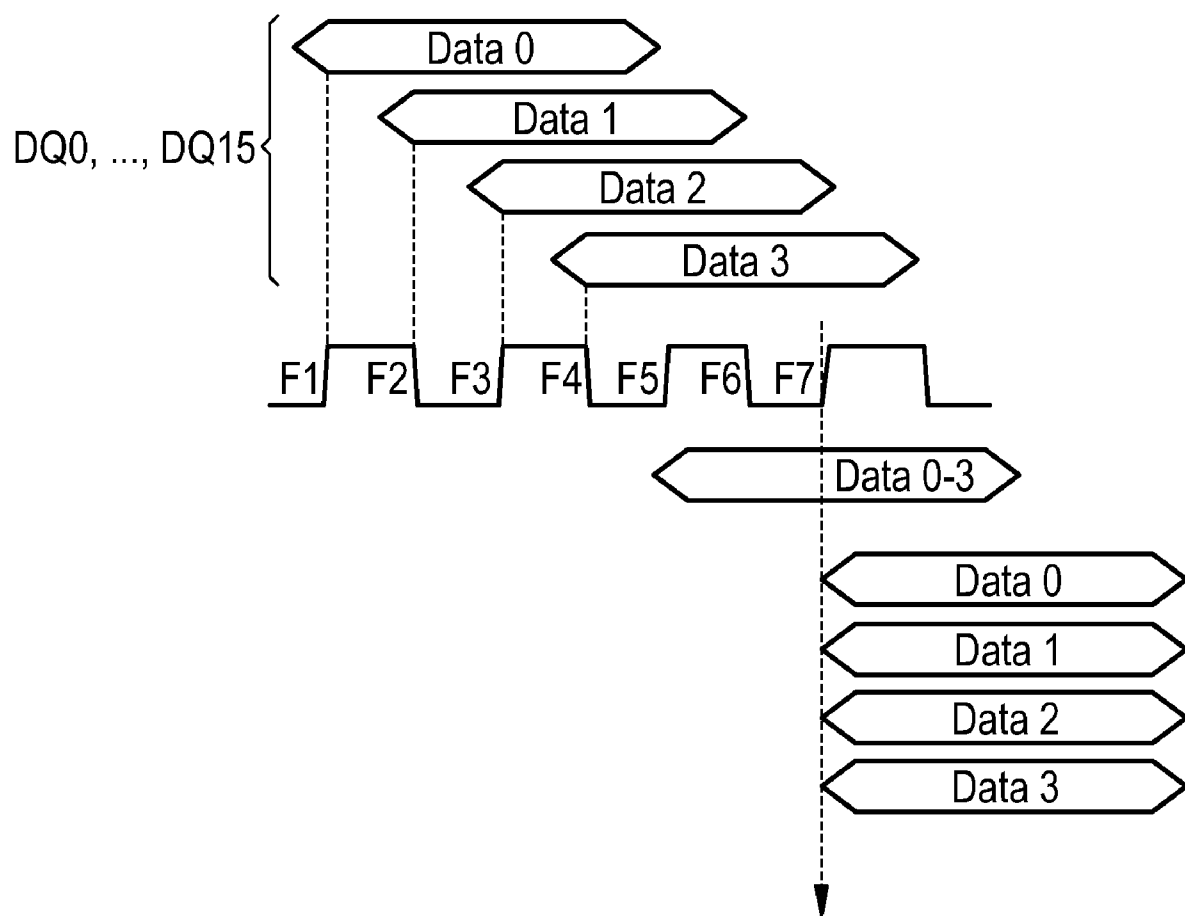 Data 0
Data 1
DQ0, ..., DQ15
Data 2
Data 3
F1 F2 F3 F4 F5 F6 F7
Data 0-3
Data 0
Data 1
Data 2
Data 3